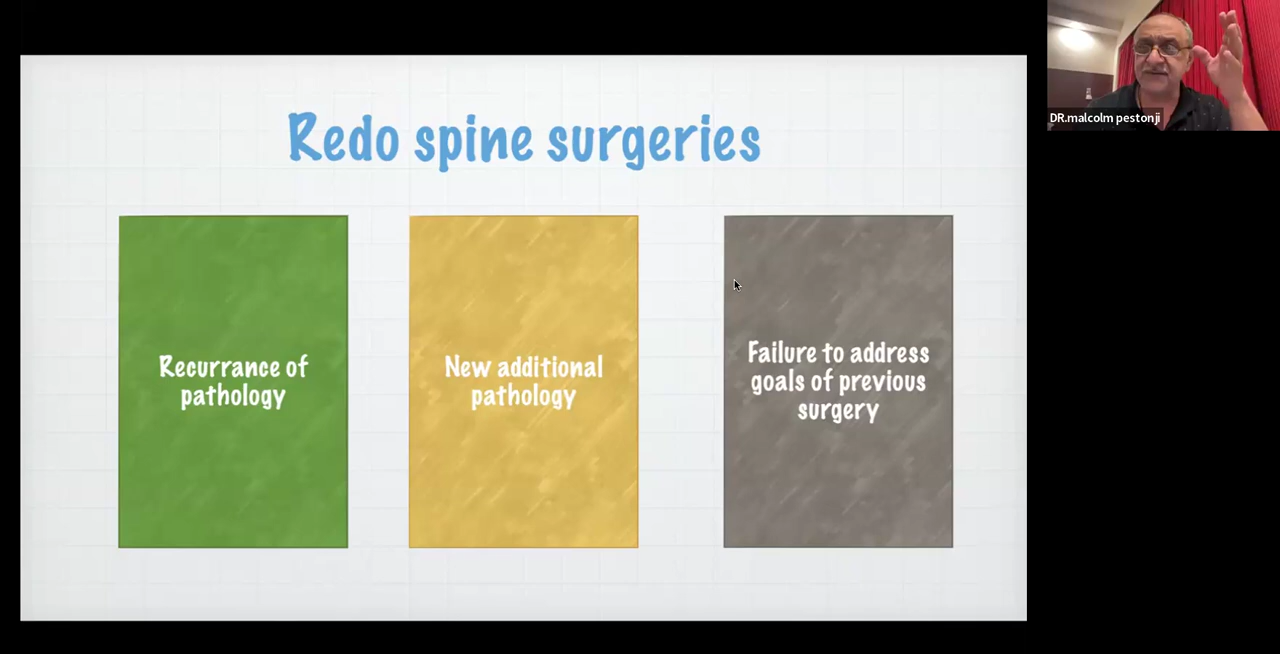 DR.malcolm pestonji
Redo spine surgeries
Recurrance of
pathology
New additional
pathology
Failure to address
goals of previous
surgery